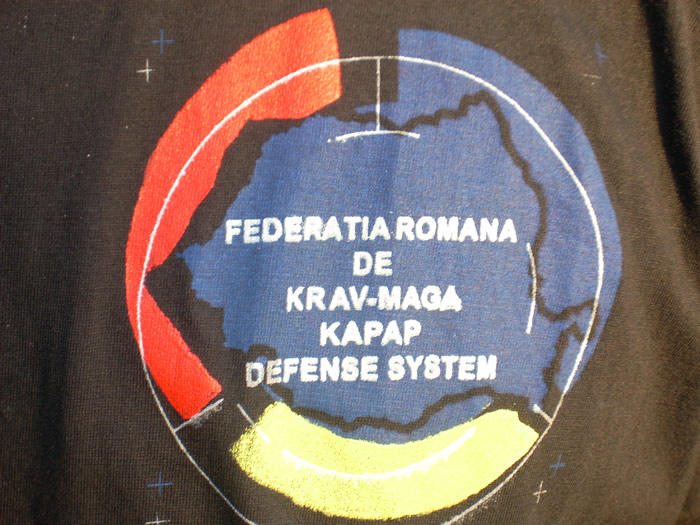 FEDERATIA ROMANA
DE
KRAV-MAGA
KAPAP
DEFENSE SYSTEM